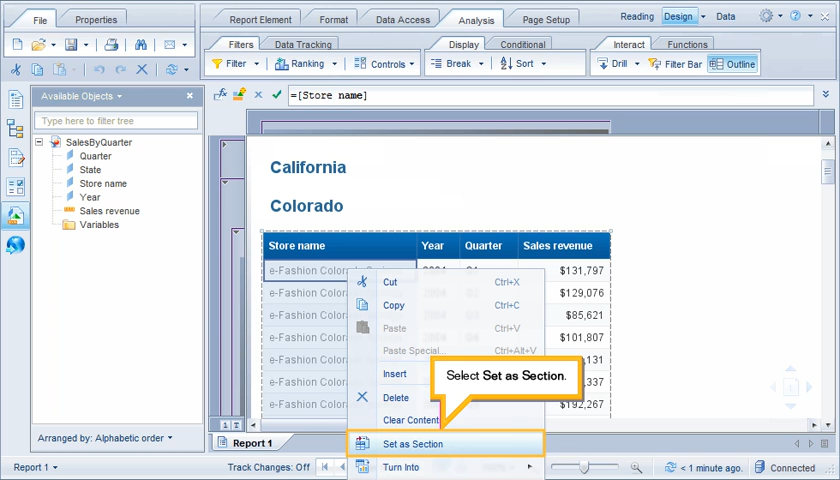 File Properties Report Element Format Data Access Analysis Page Setup Reading Design Data
Filters Data Tracking Display Conditional Interact Functions
Filter Ranking Controls Break Sort Drill Filter Bar Outline
Available Objects
=[Store name]
Type here to filter tree
SalesByQuarter
Quarter
State
Store name
Year
Sales revenue
Variables
California
Colorado
Store name Year Quarter Sales revenue
e-Fashion Colorado $131,797
$129,076
$85,621
$101,807
Cut Ctrl+X
Copy Ctrl+C
Paste Ctrl+V
Paste Special... Ctrl+Alt+V
Insert
Delete
Clear Content
Set as Section
Turn Into
Select Set as Section.
,131
,337
$192,267
Arranged by: Alphabetic order
Report 1
Report 1 Track Changes: Off < 1 minute ago. Connected